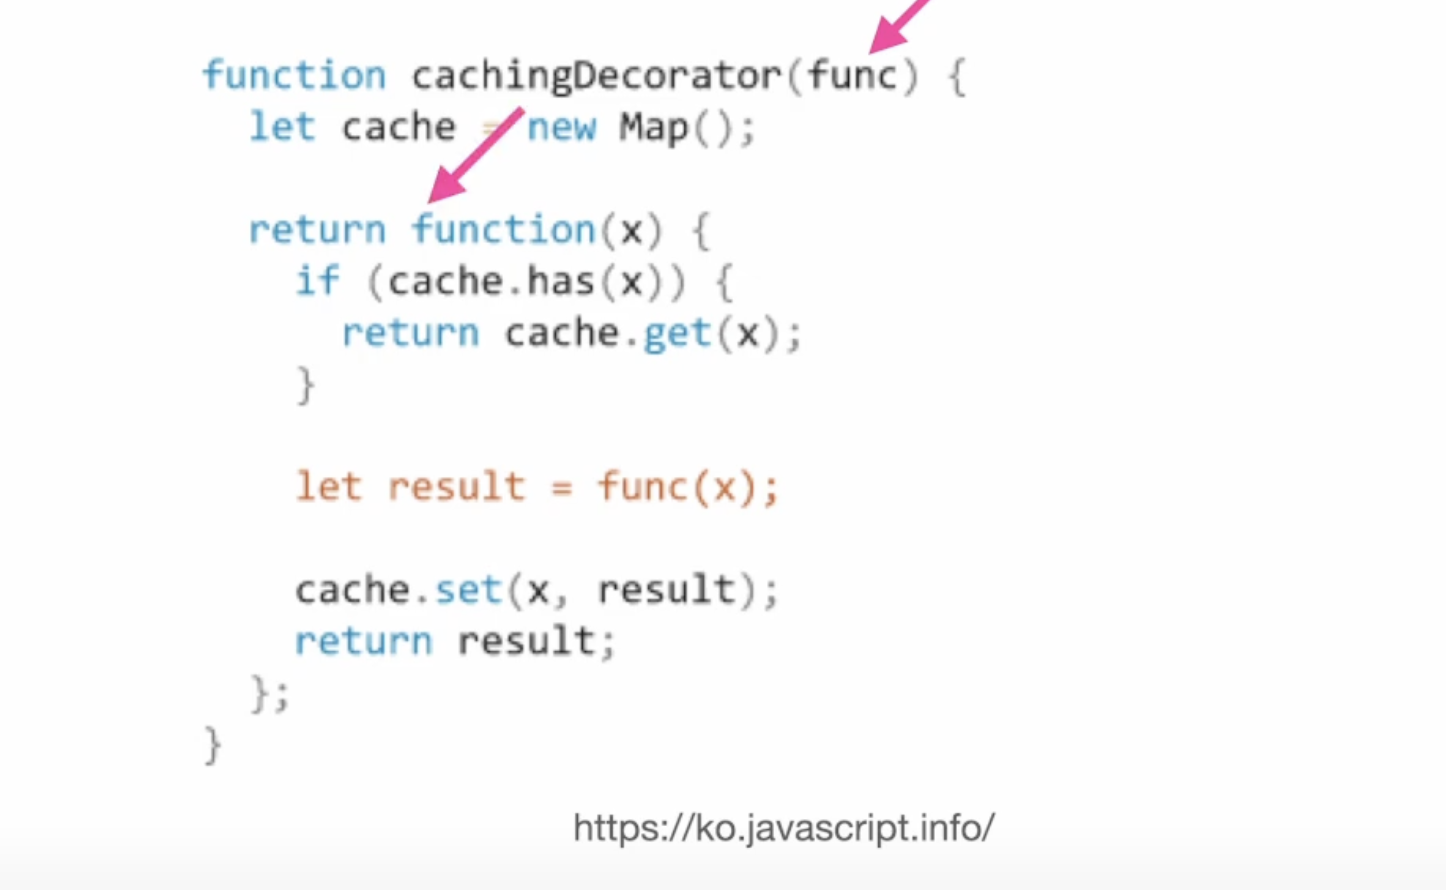 function cachingDecorator(func) {
let cache = new Map();
return function(x) {
if (cache.has(x)) {
return cache.get(x);
}
let result = func(x);
cache.set(x, result);
return result;
};
}
https://ko.javascript.info/